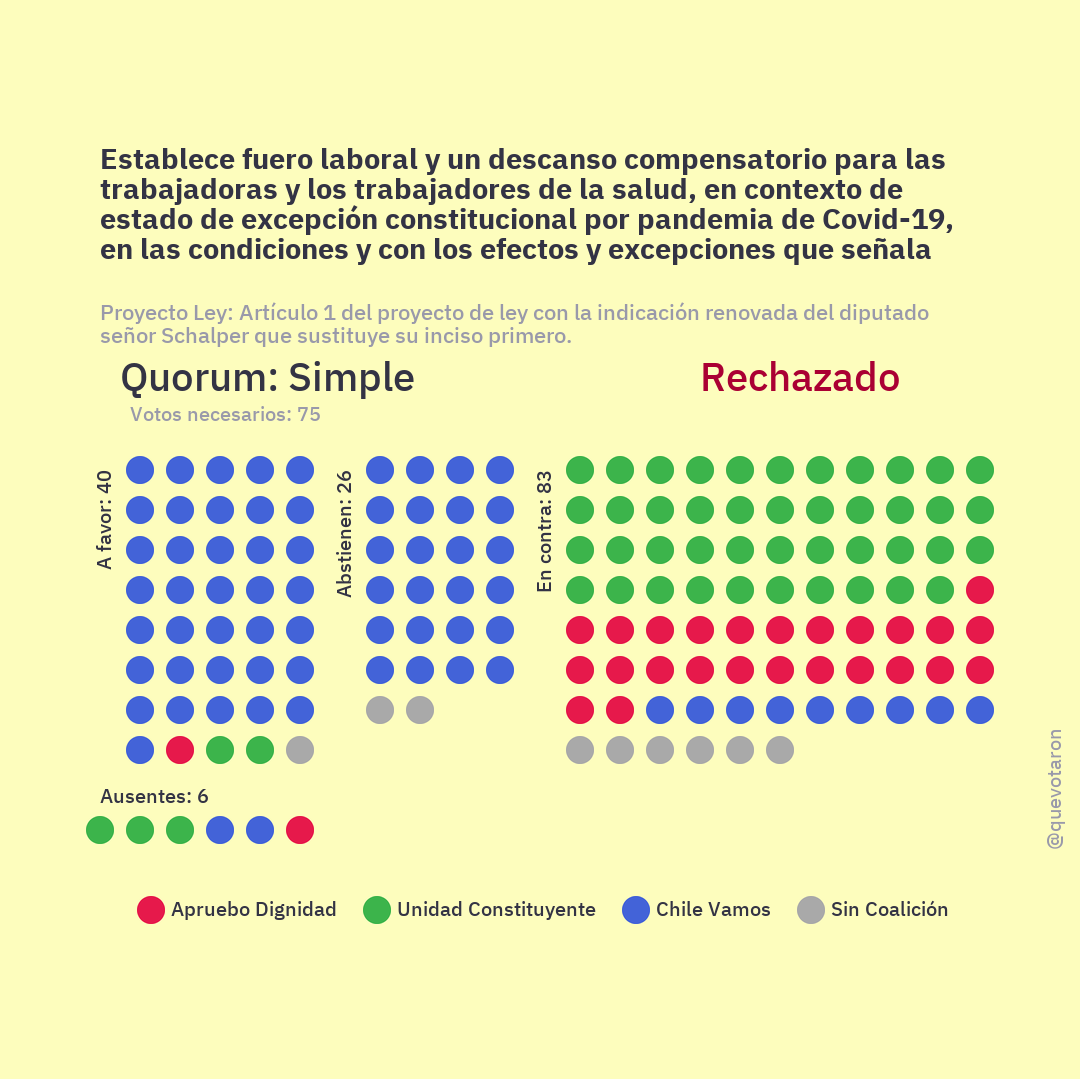 Establece fuero laboral y un descanso compensatorio para las
trabajadoras y los trabajadores de la salud, en contexto de
estado de excepción constitucional por pandemia de Covid-19,
en las condiciones y con los efectos y excepciones que señala
Proyecto Ley: Artículo 1 del proyecto de ley con la indicación renovada del diputado
señor Schalper que sustituye su inciso primero.
Quorum: Simple
Votos necesarios: 75
Rechazado
A favor: 40
Abstienen: 26
En contra: 83
Ausentes: 6
@quevotaron
Apruebo Dignidad
Unidad Constituyente
Chile Vamos
Sin Coalición